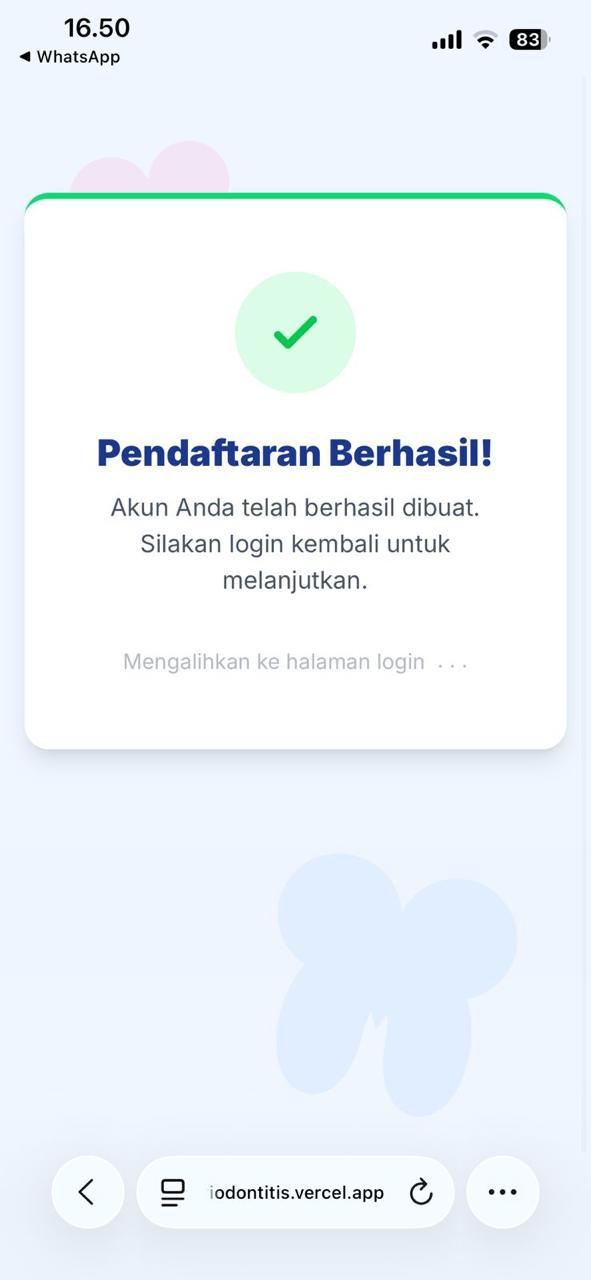 16.50
83
◀ WhatsApp
Pendaftaran Berhasil!
Akun Anda telah berhasil dibuat.
Silakan login kembali untuk
melanjutkan.
Mengalihkan ke halaman login ...
iodontitis.vercel.app